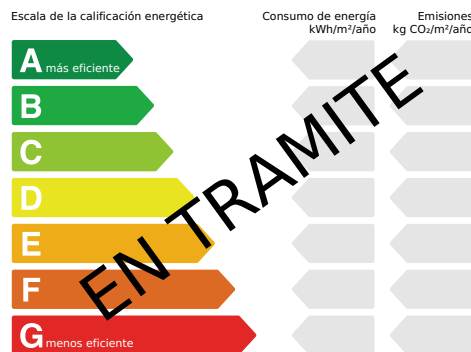 Escala de la calificación energética
Consumo de energía
kWh/m²/año
Emisiones
kg CO₂/m²/año
A más eficiente
B
C
D
E
F
G menos eficiente
EN TRAMITE